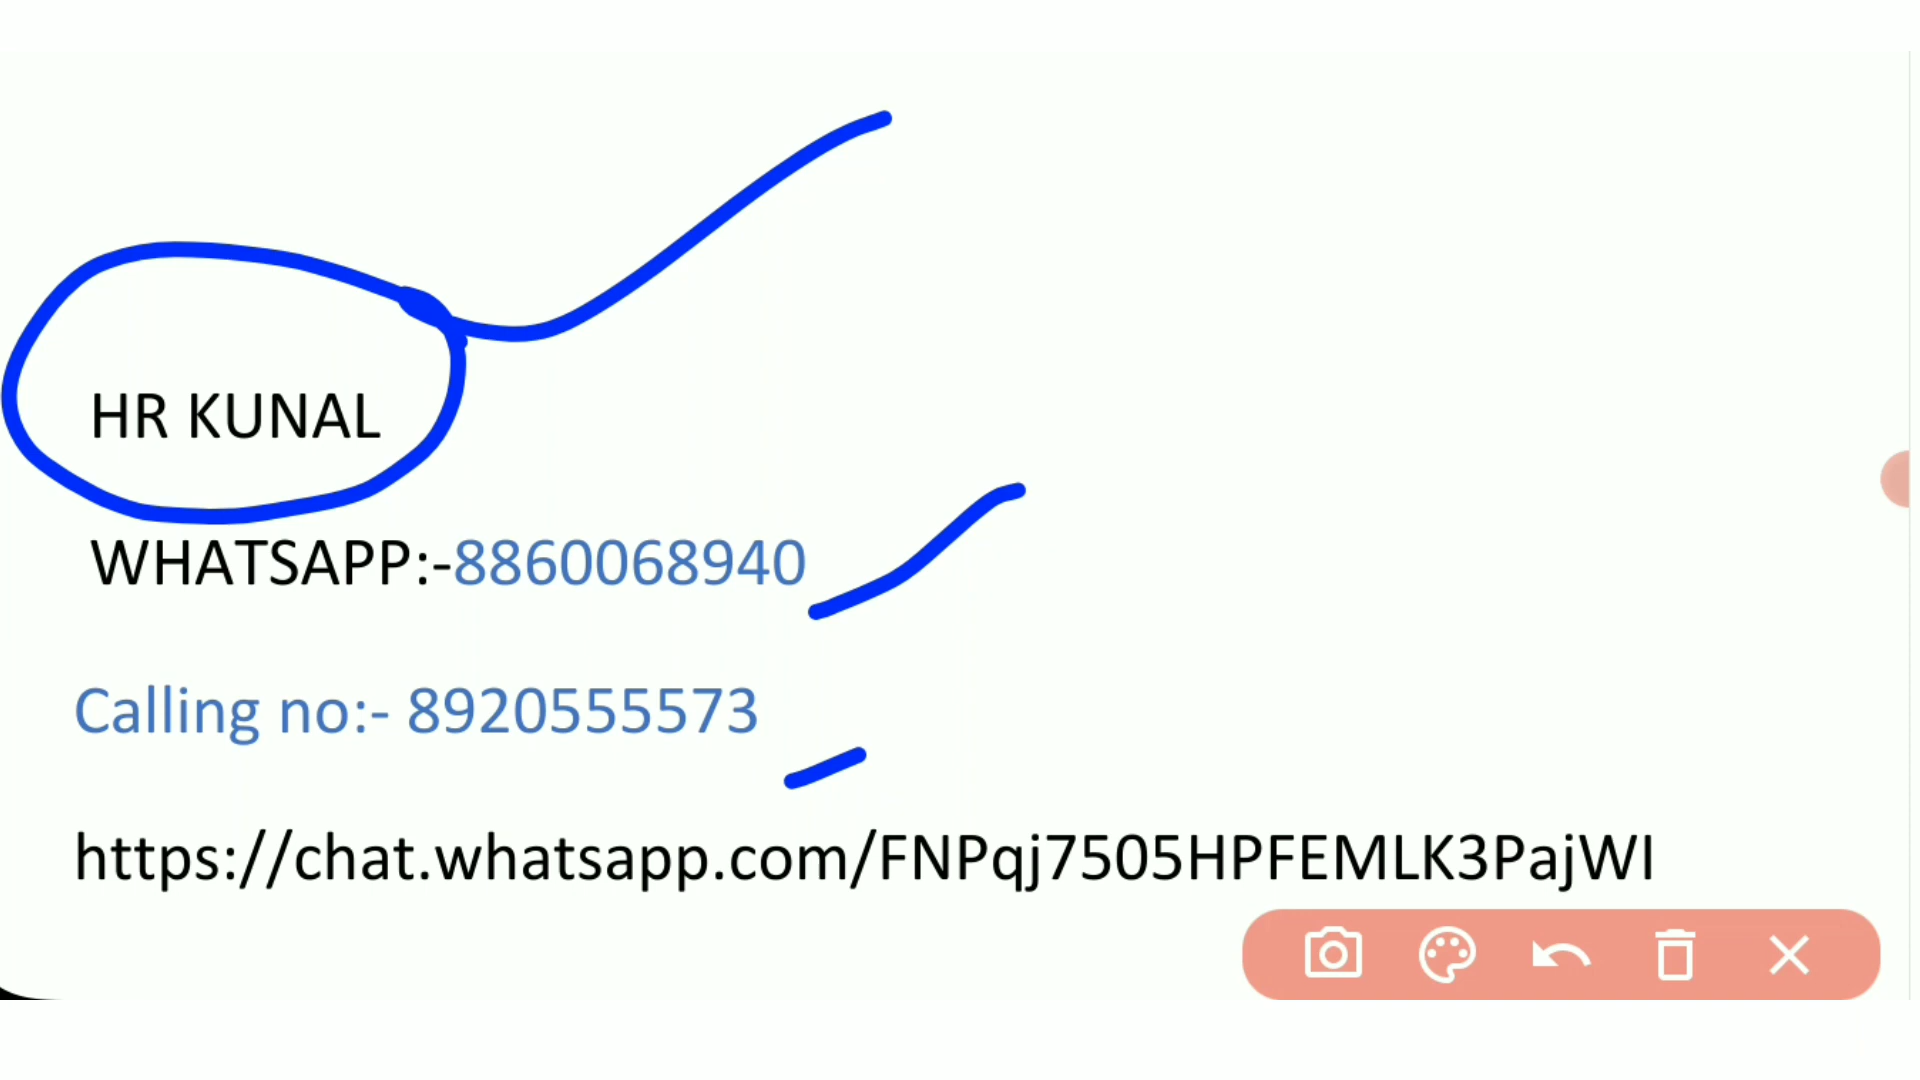 HR KUNAL
WHATSAPP:-8860068940
Calling no:- 8920555573
https://chat.whatsapp.com/FNPqj7505HPFEMLK3PajWI